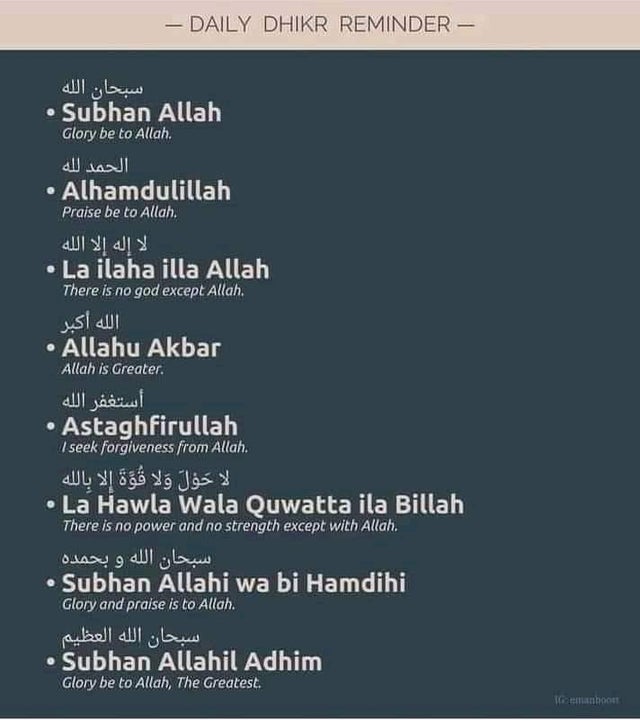 — DAILY DHIKR REMINDER —
سبحان الله
• Subhan Allah
Glory be to Allah.
الحمد لله
• Alhamdulillah
Praise be to Allah.
لا إله إلا الله
• La ilaha illa Allah
There is no god except Allah.
الله أكبر
• Allahu Akbar
Allah is Greater.
أستغفر الله
• Astaghfirullah
I seek forgiveness from Allah.
لا حَوْلَ وَلا قُوَّةَ إِلا بِالله
• La Hawla Wala Quwatta ila Billah
There is no power and no strength except with Allah.
سبحان الله و بحمده
• Subhan Allahi wa bi Hamdihi
Glory and praise is to Allah.
سبحان الله العظيم
• Subhan Allahil Adhim
Glory be to Allah, The Greatest.
IG: emanboost